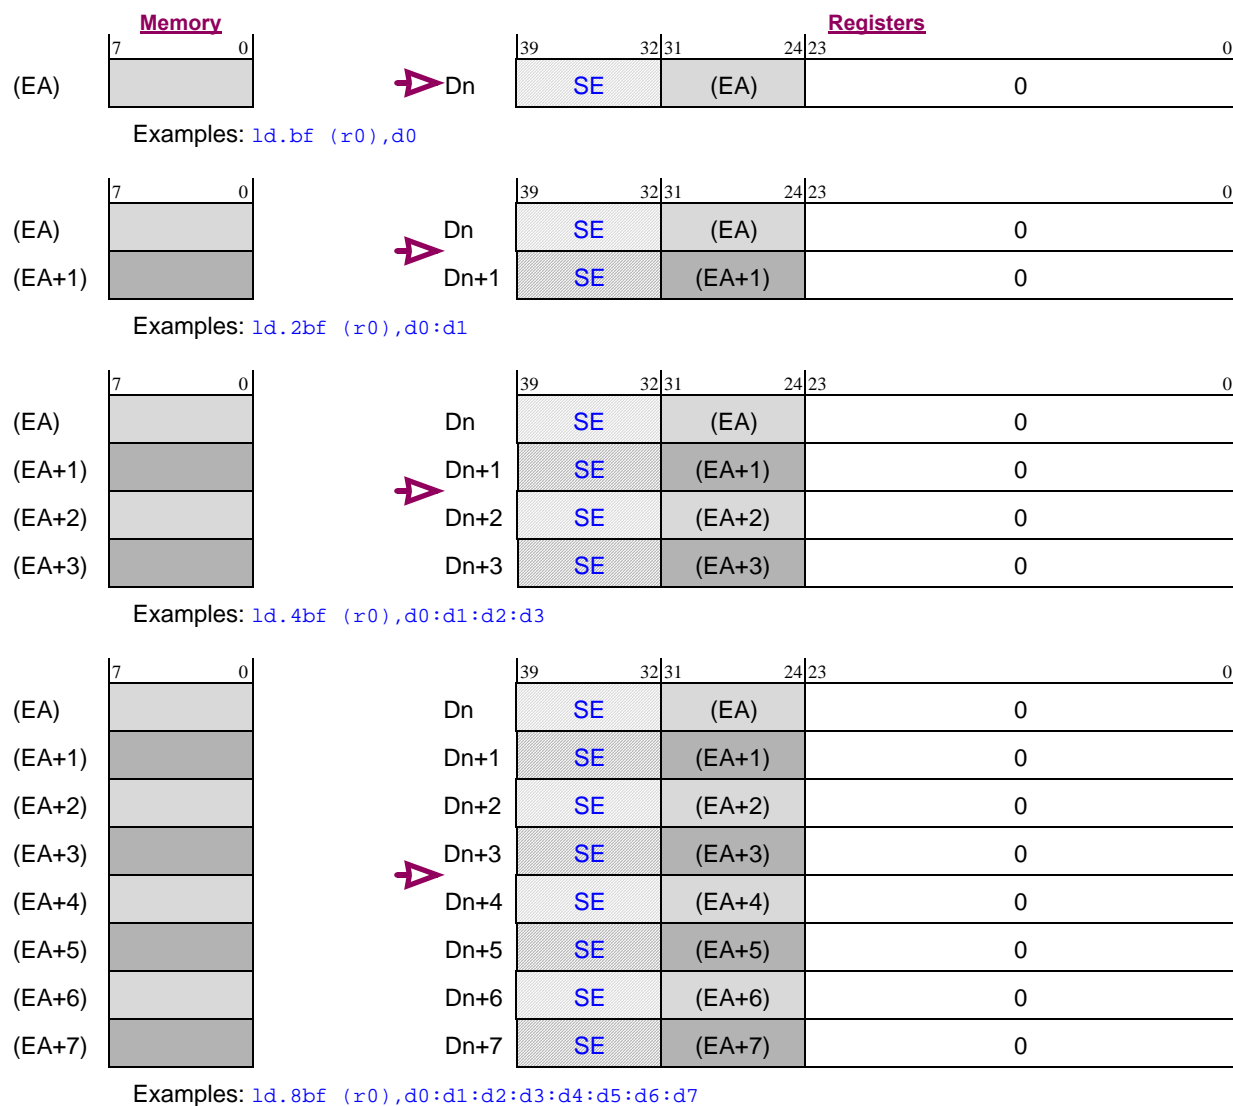 Memory Registers
7 0 39 32 31 24 23 0
(EA) Dn SE (EA) 0
Examples: ld.bf (r0),d0
7 0 39 32 31 24 23 0
(EA) Dn SE (EA) 0
(EA+1) Dn+1 SE (EA+1) 0
Examples: ld.2bf (r0),d0:d1
7 0 39 32 31 24 23 0
(EA) Dn SE (EA) 0
(EA+1) Dn+1 SE (EA+1) 0
(EA+2) Dn+2 SE (EA+2) 0
(EA+3) Dn+3 SE (EA+3) 0
Examples: ld.4bf (r0),d0:d1:d2:d3
7 0 39 32 31 24 23 0
(EA) Dn SE (EA) 0
(EA+1) Dn+1 SE (EA+1) 0
(EA+2) Dn+2 SE (EA+2) 0
(EA+3) Dn+3 SE (EA+3) 0
(EA+4) Dn+4 SE (EA+4) 0
(EA+5) Dn+5 SE (EA+5) 0
(EA+6) Dn+6 SE (EA+6) 0
(EA+7) Dn+7 SE (EA+7) 0
Examples: ld.8bf (r0),d0:d1:d2:d3:d4:d5:d6:d7